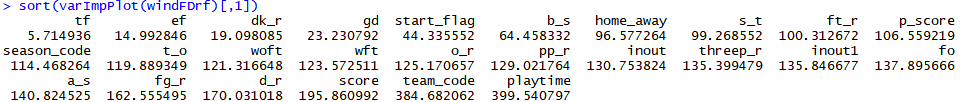 > sort(varImpPlot(windFDrf)[,1])
tf ef dk_r gd start_flag b_s home_away s_t ft_r p_score
5.714936 14.992846 19.098085 23.230792 44.335552 64.458332 96.577264 99.268552 100.312672 106.559219
season_code t_o woft wft o_r pp_r inout threep_r inout1 fo
114.468264 119.889349 121.316648 123.572511 125.170657 129.021764 130.753824 135.399479 135.846677 137.895666
a_s fg_r d_r score team_code playtime
140.824525 162.555495 170.031018 195.860992 384.682062 399.540797